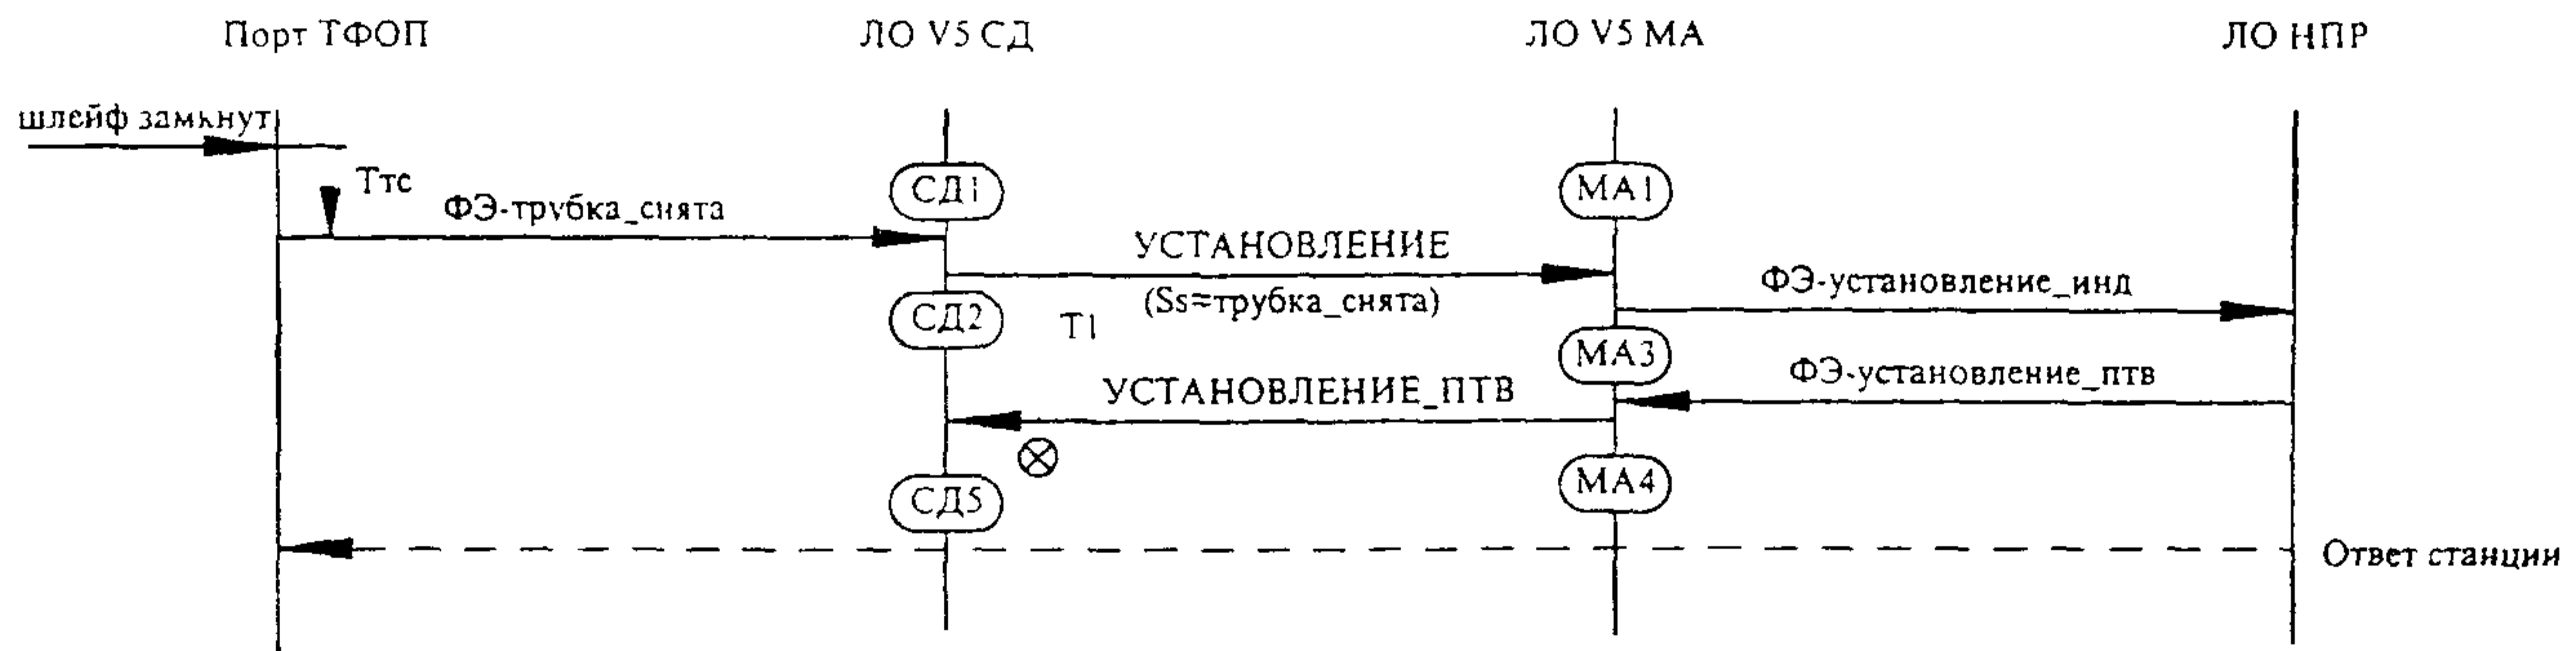 Порт ТФОП
ЛО V5 СД
ЛО V5 МА
ЛО НПР
шлейф замкнут
Ттс
СД1
МА1
ФЭ-трубка_снята
УСТАНОВЛЕНИЕ
(Ss=трубка_снята)
ФЭ-установление_инд
СД2
Т1
МА3
УСТАНОВЛЕНИЕ_ПТВ
ФЭ-установление_птв
СД5
МА4
Ответ станции